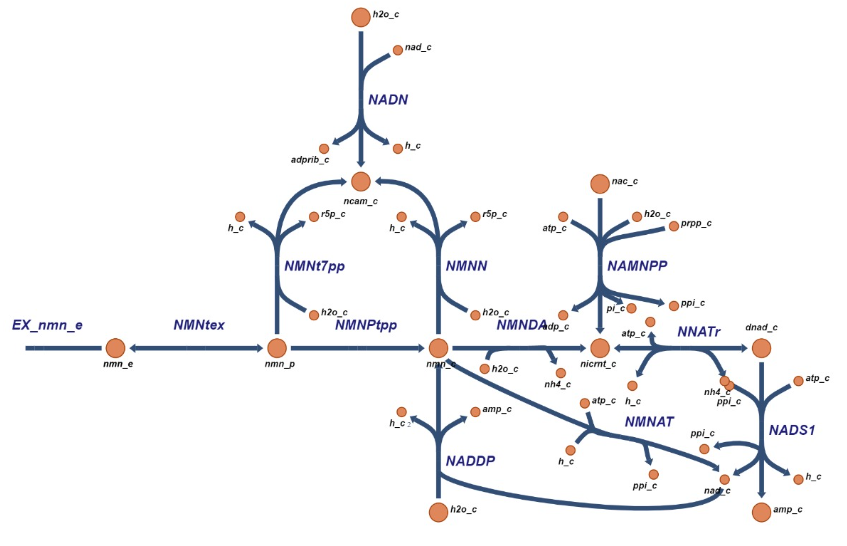 h2o_c
nad_c
NADN
adprib_c
h_c
ncam_c
nac_c
h_c
r5p_c
h_c
r5p_c
atp_c
h2o_c
prpp_c
MNNt7pp
NMNN
NAMNPP
h2o_c
h2o_c
adp_c
pi_c
ppi_c
EX_nmn_e
NMNtex
NMNPtpp
NMNDA
atp_c
NNATr
dnad_c
nmn_e
nmn_p
nmn_c
nicrnt_c
h2o_c
nh4_c
h_c
nh4_c
ppi_c
atp_c
atp_c
h_c
2
amp_c
NMNAT
NADS1
h_c
ppi_c
NADDP
ppi_c
nad_c
h_c
h2o_c
amp_c